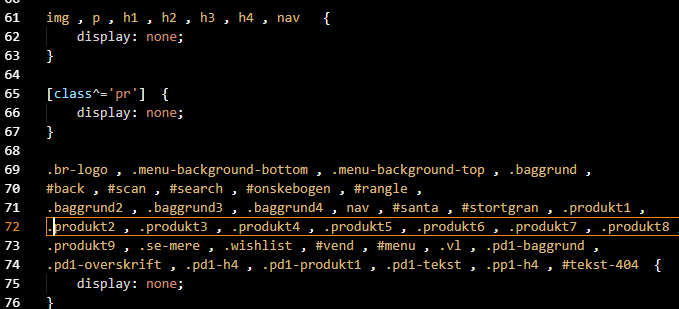 61 img , p , h1 , h2 , h3 , h4 , nav {
62 display: none;
63 }
64
65 [class^='pr'] {
66 display: none;
67 }
68
69 .br-logo , .menu-background-bottom , .menu-background-top , .baggrund ,
70 #back , #scan , #search , #onskebogen , #rangle ,
71 .baggrund2 , .baggrund3 , .baggrund4 , nav , #santa , #stortgran , .produkt1 ,
72 .produkt2 , .produkt3 , .produkt4 , .produkt5 , .produkt6 , .produkt7 , .produkt8 ,
73 .produkt9 , .se-mere , .wishlist , #vend , #menu , .vl , .pd1-baggrund ,
74 .pd1-overskrift , .pd1-h4 , .pd1-produkt1 , .pd1-tekst , .pp1-h4 , #tekst-404 {
75 display: none;
76 }